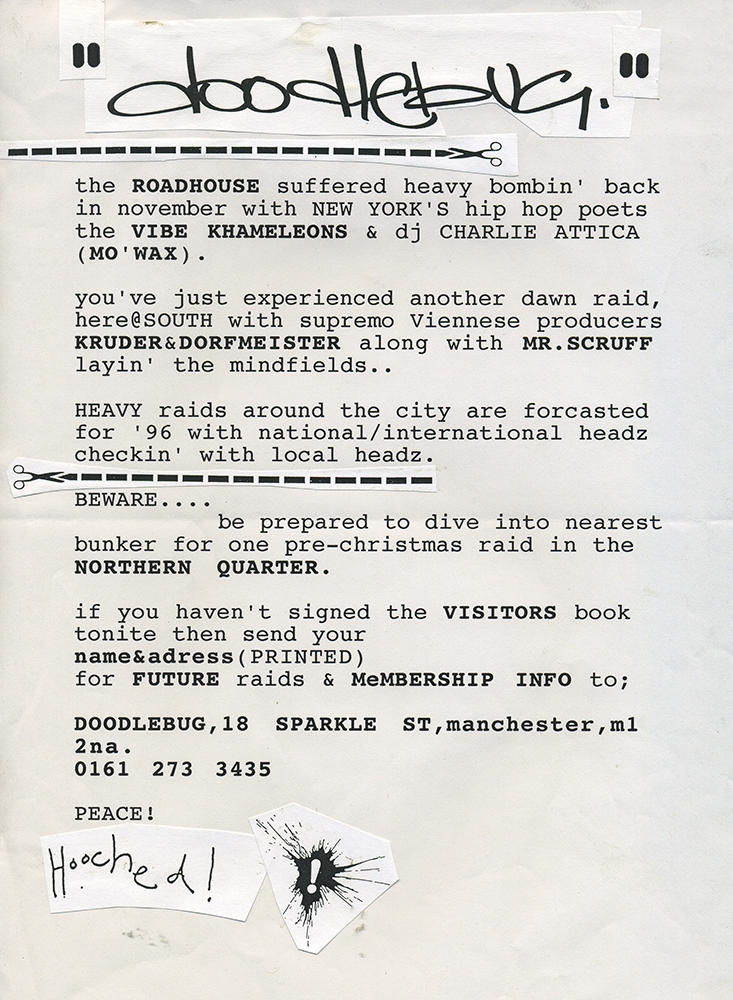 "doodlebug."
the ROADHOUSE suffered heavy bombin' back
in november with NEW YORK'S hip hop poets
the VIBE KHAMELEONS & dj CHARLIE ATTICA
(MO'WAX).
you've just experienced another dawn raid,
here@SOUTH with supremo Viennese producers
KRUDER&DORFMEISTER along with MR.SCRUFF
layin' the mindfields..
HEAVY raids around the city are forcasted
for '96 with national/international headz
checkin' with local headz.
BEWARE....
be prepared to dive into nearest
bunker for one pre-christmas raid in the
NORTHERN QUARTER.
if you haven't signed the VISITORS book
tonite then send your
name&adress(PRINTED)
for FUTURE raids & MeMBERSHIP INFO to;
DOODLEBUG,18 SPARKLE ST,manchester,m1
2na.
0161 273 3435
PEACE!
Hooched!
!